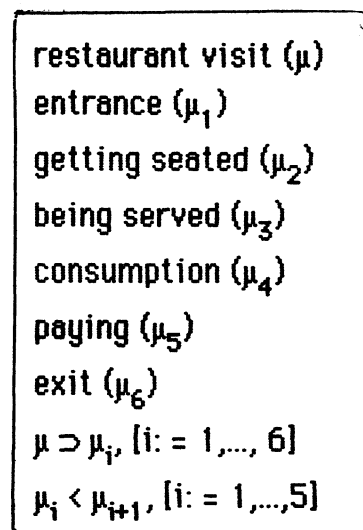 restaurant visit (μ)
entrance (μ₁)
getting seated (μ₂)
being served (μ₃)
consumption (μ₄)
paying (μ₅)
exit (μ₆)
μ ⊃ μᵢ, [i: = 1,..., 6]
μᵢ < μᵢ₊₁, [i: = 1,...,5]